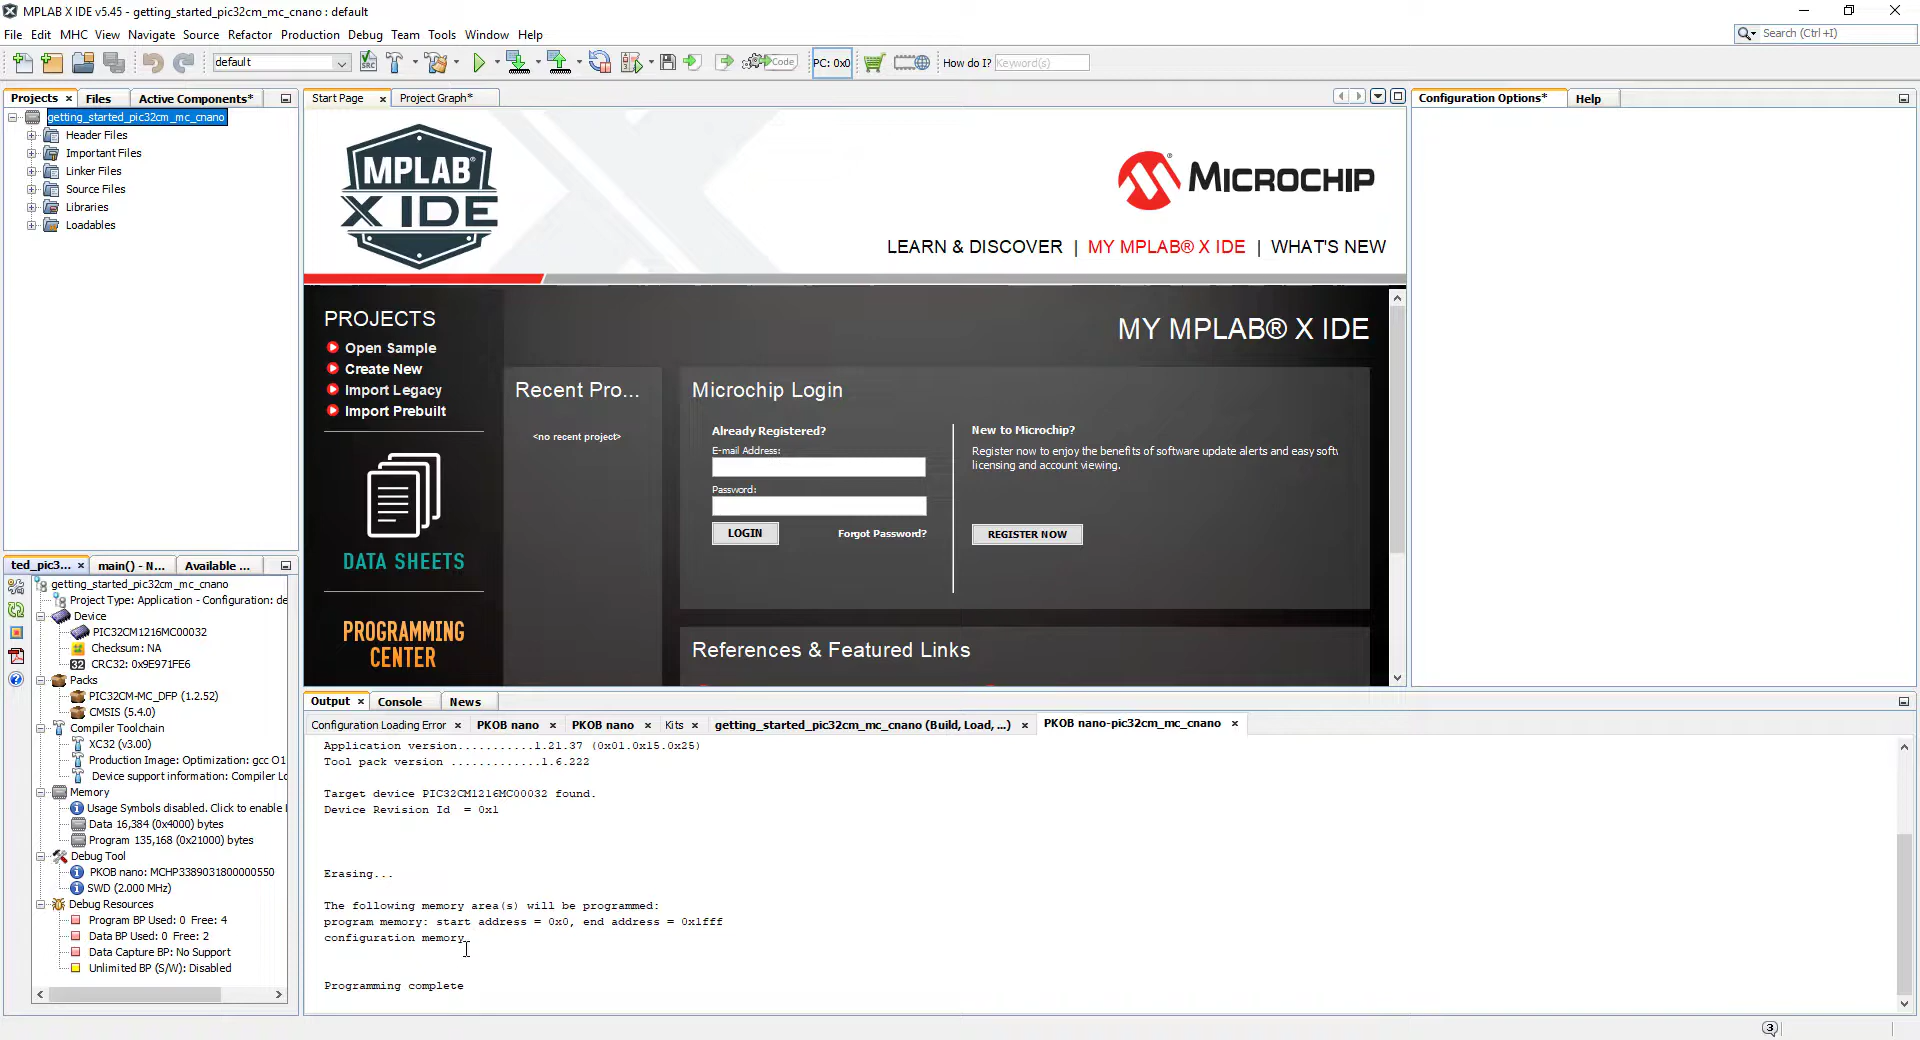 MPLAB X IDE v5.45 - getting_started_pic32cm_mc_cnano : default
File Edit MHC View Navigate Source Refactor Production Debug Team Tools Window Help
Search (Ctrl+I)
default
SRC
Code
PC: 0x0
How do I?
Keyword(s)
Projects
Files
Active Components*
getting_started_pic32cm_mc_cnano
Header Files
Important Files
Linker Files
Source Files
Libraries
Loadables
Start Page
Project Graph*
MPLAB®
X IDE
MICROCHIP
LEARN & DISCOVER | MY MPLAB® X IDE | WHAT'S NEW
PROJECTS
Open Sample
Create New
Import Legacy
Import Prebuilt
DATA SHEETS
PROGRAMMING
CENTER
Recent Pro...
<no recent project>
MY MPLAB® X IDE
Microchip Login
Already Registered?
E-mail Address:
Password:
LOGIN
Forgot Password?
New to Microchip?
Register now to enjoy the benefits of software update alerts and easy softw
licensing and account viewing.
REGISTER NOW
References & Featured Links
Configuration Options*
Help
ted_pic3...
main() - N...
Available ...
getting_started_pic32cm_mc_cnano
Project Type: Application - Configuration: de
Device
PIC32CM1216MC00032
Checksum: NA
32
CRC32: 0x9E971FE6
Packs
PIC32CM-MC_DFP (1.2.52)
CMSIS (5.4.0)
Compiler Toolchain
XC32 (v3.00)
Production Image: Optimization: gcc O1
Device support information: Compiler Lo
Memory
Usage Symbols disabled. Click to enable
Data 16,384 (0x4000) bytes
Program 135,168 (0x21000) bytes
Debug Tool
PKOB nano: MCHP3389031800000550
SWD (2.000 MHz)
Debug Resources
Program BP Used: 0 Free: 4
Data BP Used: 0 Free: 2
Data Capture BP: No Support
Unlimited BP (S/W): Disabled
Output
Console
News
Configuration Loading Error
PKOB nano
PKOB nano
Kits
getting_started_pic32cm_mc_cnano (Build, Load, ...)
PKOB nano-pic32cm_mc_cnano
Application version...........1.21.37 (0x01.0x15.0x25)
Tool pack version .............1.6.222
Target device PIC32CM1216MC00032 found.
Device Revision Id  = 0x1
Erasing...
The following memory area(s) will be programmed:
program memory: start address = 0x0, end address = 0x1fff
configuration memory
Programming complete
3